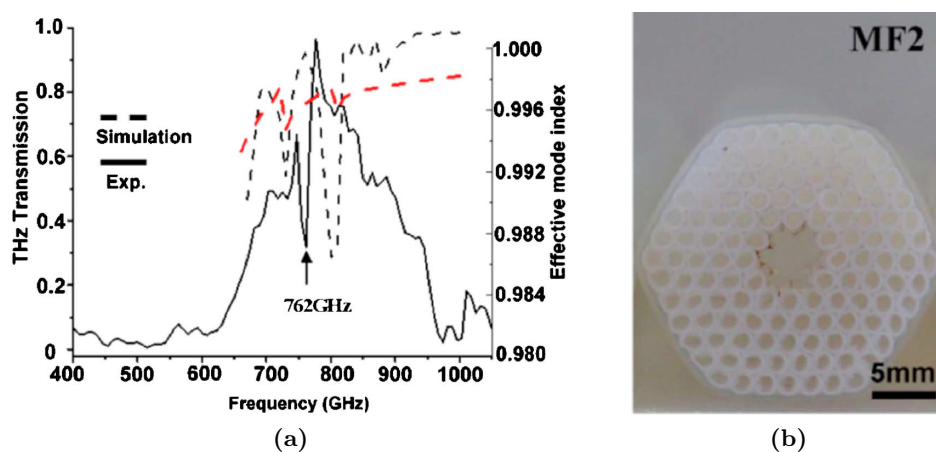 THz Transmission
1.0
0.8
0.6
0.4
0.2
0
Simulation
Exp.
762GHz
400 500 600 700 800 900 1000
Frequency (GHz)
1.000
0.996
0.992
0.988
0.984
0.980
Effective mode index
(a)
MF2
5mm
(b)